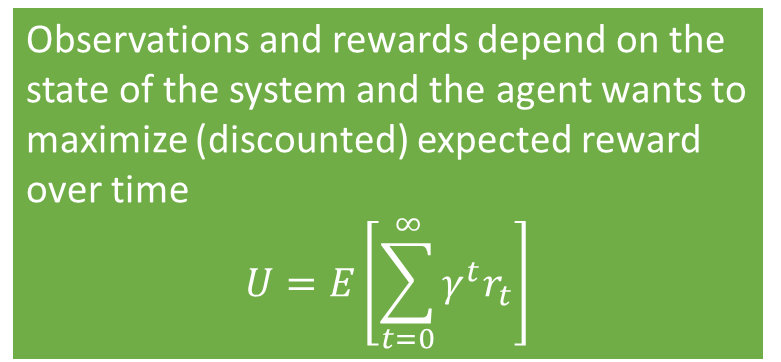 Observations and rewards depend on the
state of the system and the agent wants to
maximize (discounted) expected reward
over time
U = E[∑_{t=0}^{∞} γ^t r_t]